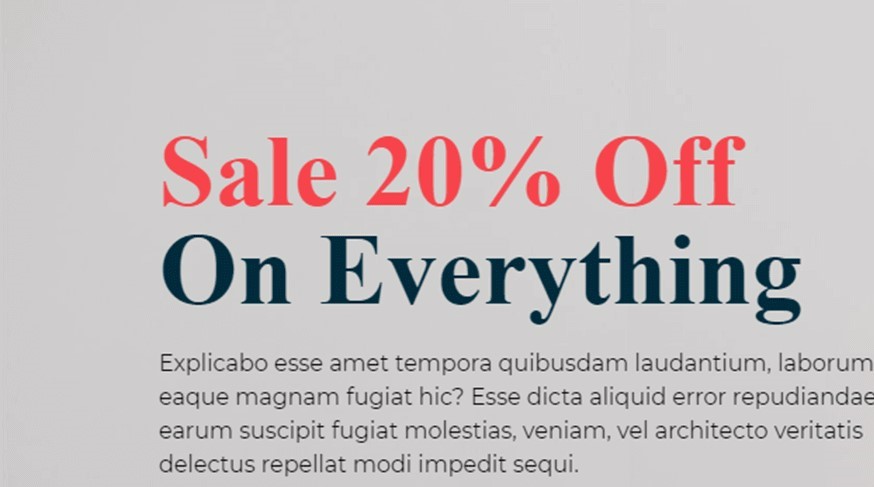 Sale 20% Off
On Everything
Explicabo esse amet tempora quibusdam laudantium, laborum
eaque magnam fugiat hic? Esse dicta aliquid error repudiandae
earum suscipit fugiat molestias, veniam, vel architecto veritatis
delectus repellat modi impedit sequi.